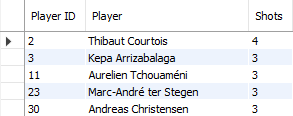 Player ID Player Shots
2 Thibaut Courtois 4
3 Kepa Arrizabalaga 3
11 Aurelien Tchouaméni 3
23 Marc-André ter Stegen 3
30 Andreas Christensen 3